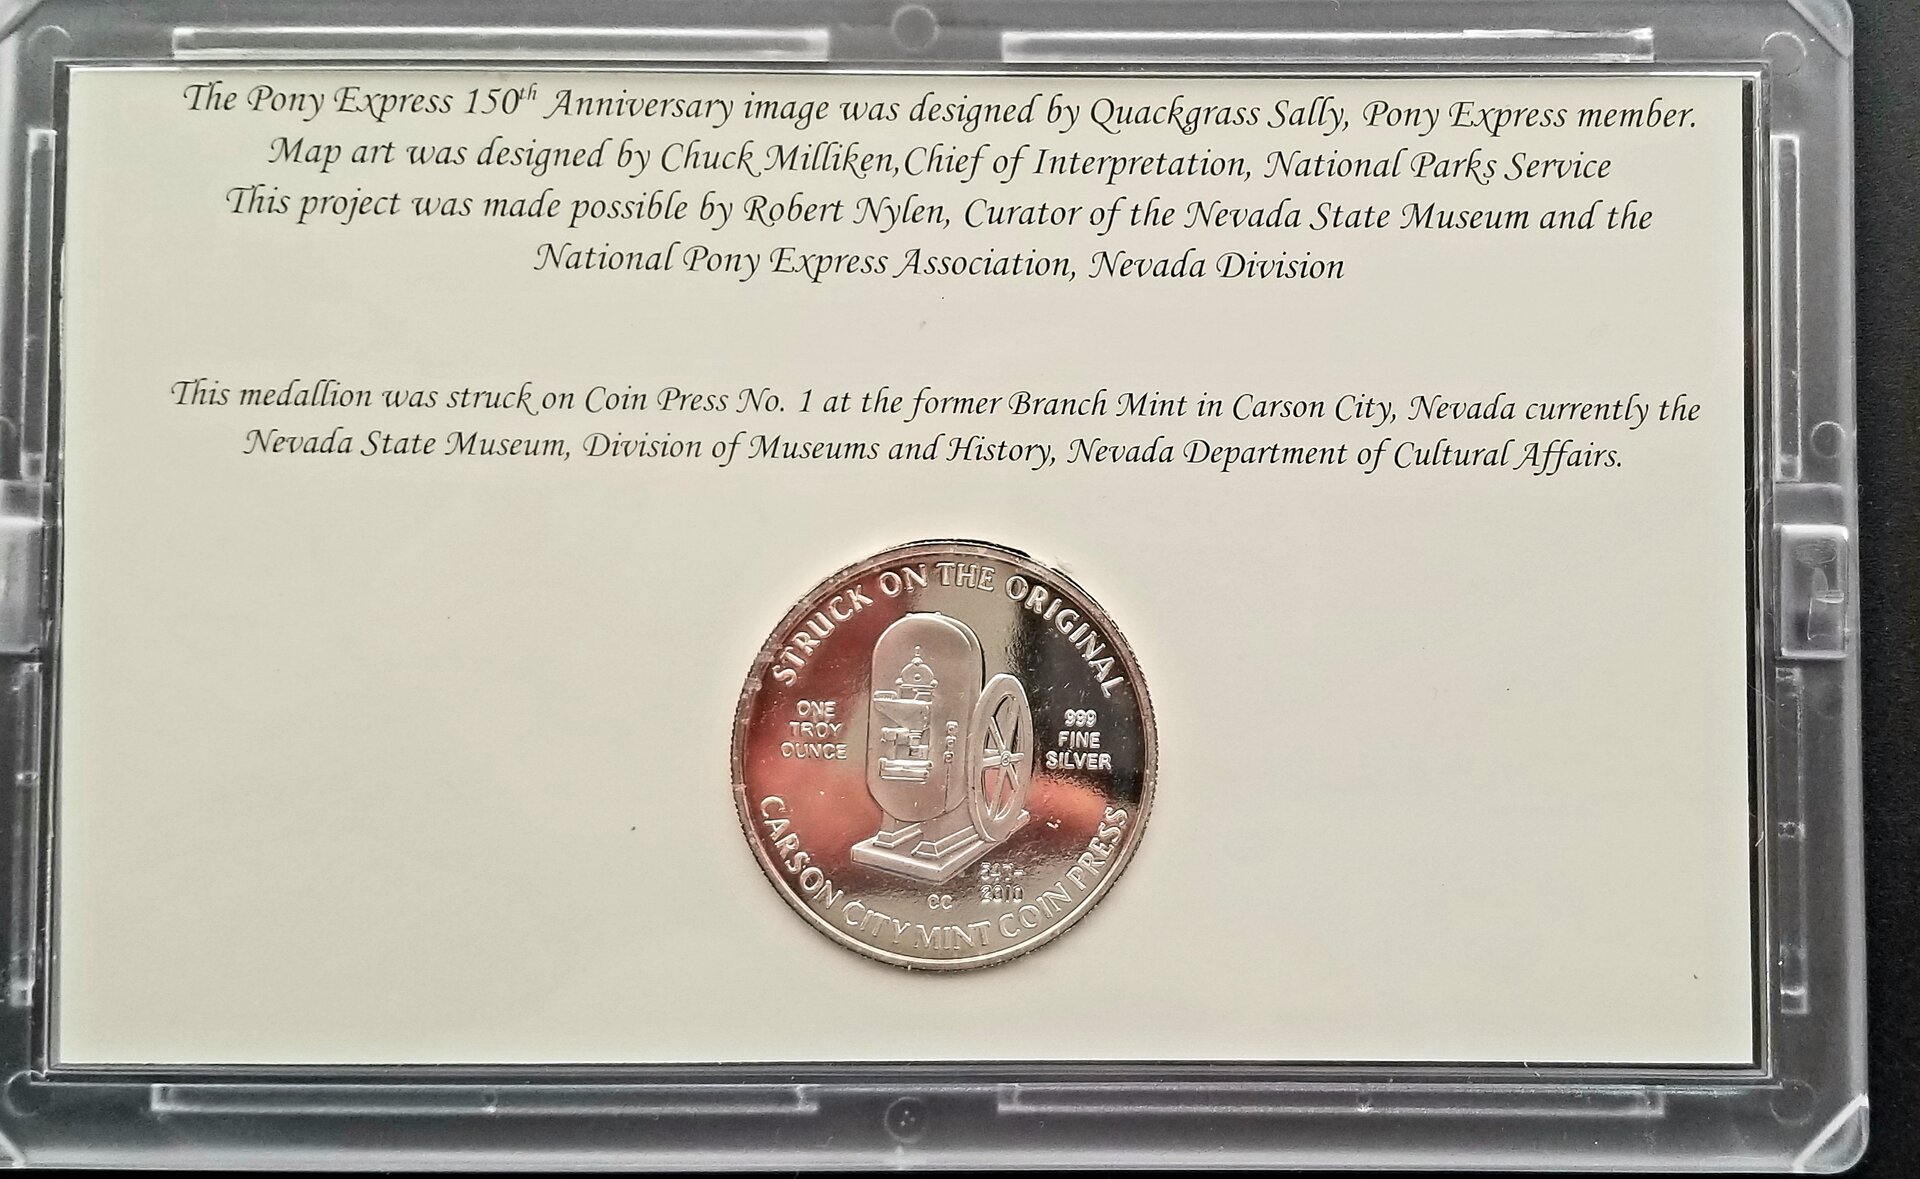 The Pony Express 150th Anniversary image was designed by Quackgrass Sally, Pony Express member.
Map art was designed by Chuck Milliken, Chief of Interpretation, National Parks Service
This project was made possible by Robert Nylen, Curator of the Nevada State Museum and the
National Pony Express Association, Nevada Division
This medallion was struck on Coin Press No. 1 at the former Branch Mint in Carson City, Nevada currently the
Nevada State Museum, Division of Museums and History, Nevada Department of Cultural Affairs.
STRUCK ON THE ORIGINAL
ONE
TROY
OUNCE
999
FINE
SILVER
CC
2010
CARSON CITY MINT COIN PRESS